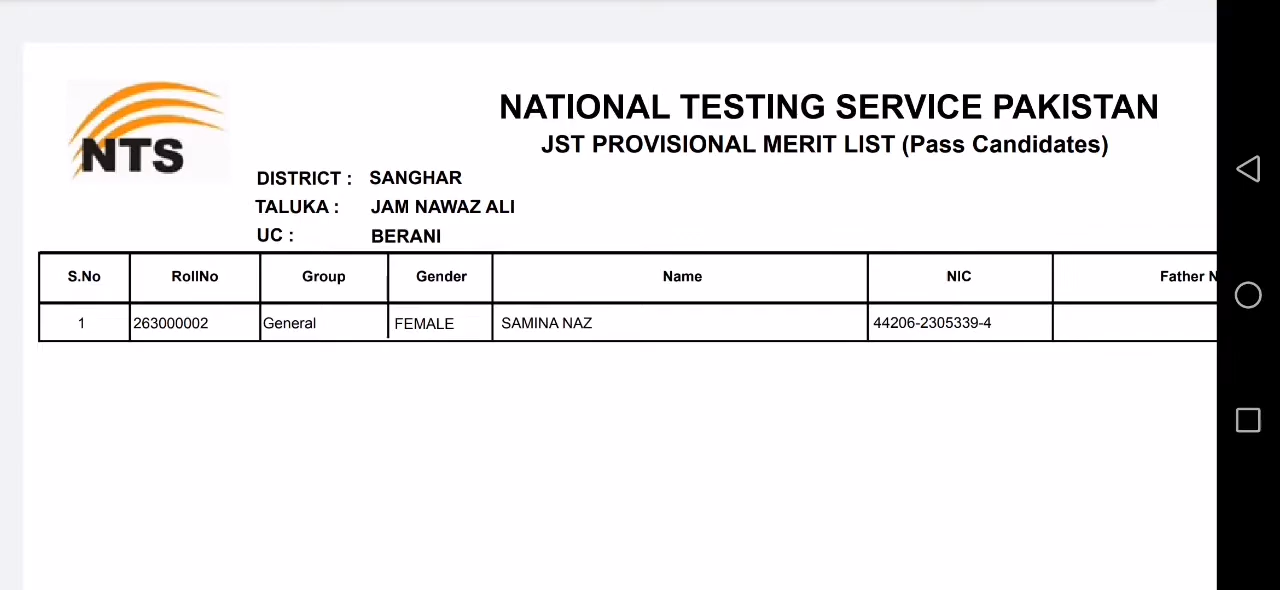 NTS
NATIONAL TESTING SERVICE PAKISTAN
JST PROVISIONAL MERIT LIST (Pass Candidates)
DISTRICT : SANGHAR
TALUKA : JAM NAWAZ ALI
UC : BERANI
S.No RollNo Group Gender Name NIC Father N
1 263000002 General FEMALE SAMINA NAZ 44206-2305339-4